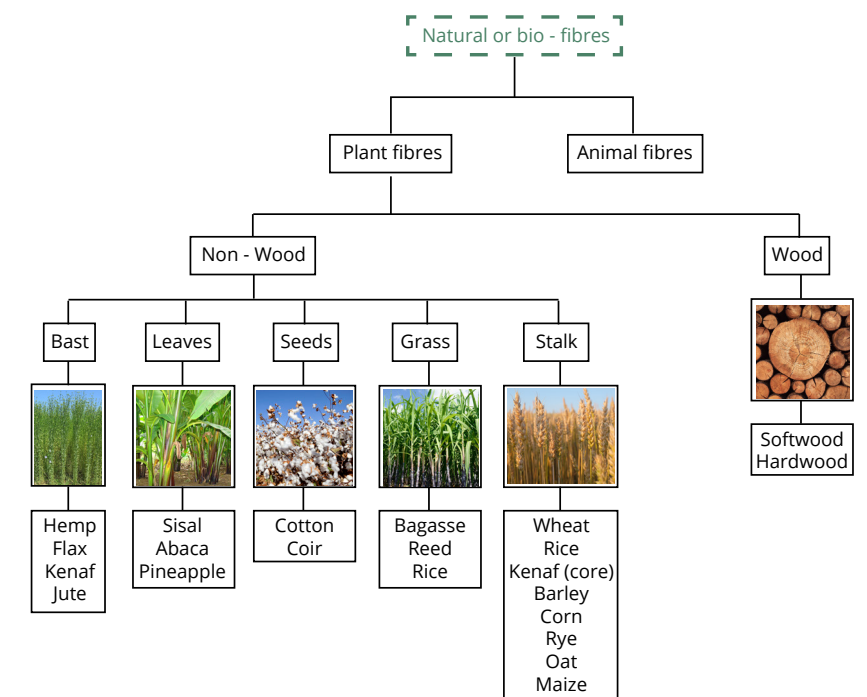 Natural or bio - fibres
Plant fibres
Animal fibres
Non - Wood
Wood
Bast
Leaves
Seeds
Grass
Stalk
Softwood
Hardwood
Hemp
Flax
Kenaf
Jute
Sisal
Abaca
Pineapple
Cotton
Coir
Bagasse
Reed
Rice
Wheat
Rice
Kenaf (core)
Barley
Corn
Rye
Oat
Maize